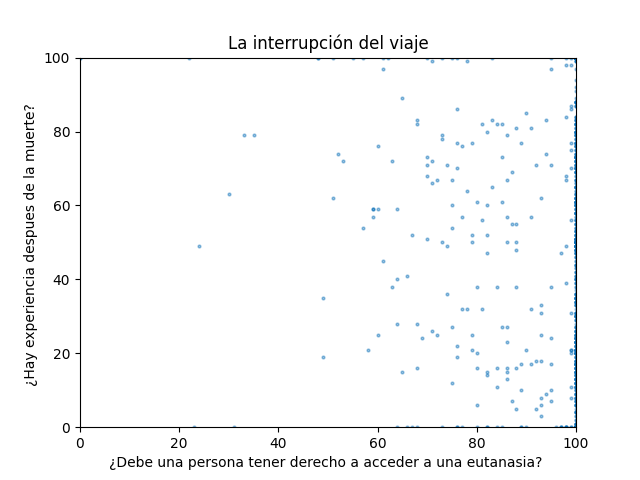 La interrupción del viaje
100
80
60
40
20
0
¿Hay experiencia despues de la muerte?
0 20 40 60 80 100
¿Debe una persona tener derecho a acceder a una eutanasia?